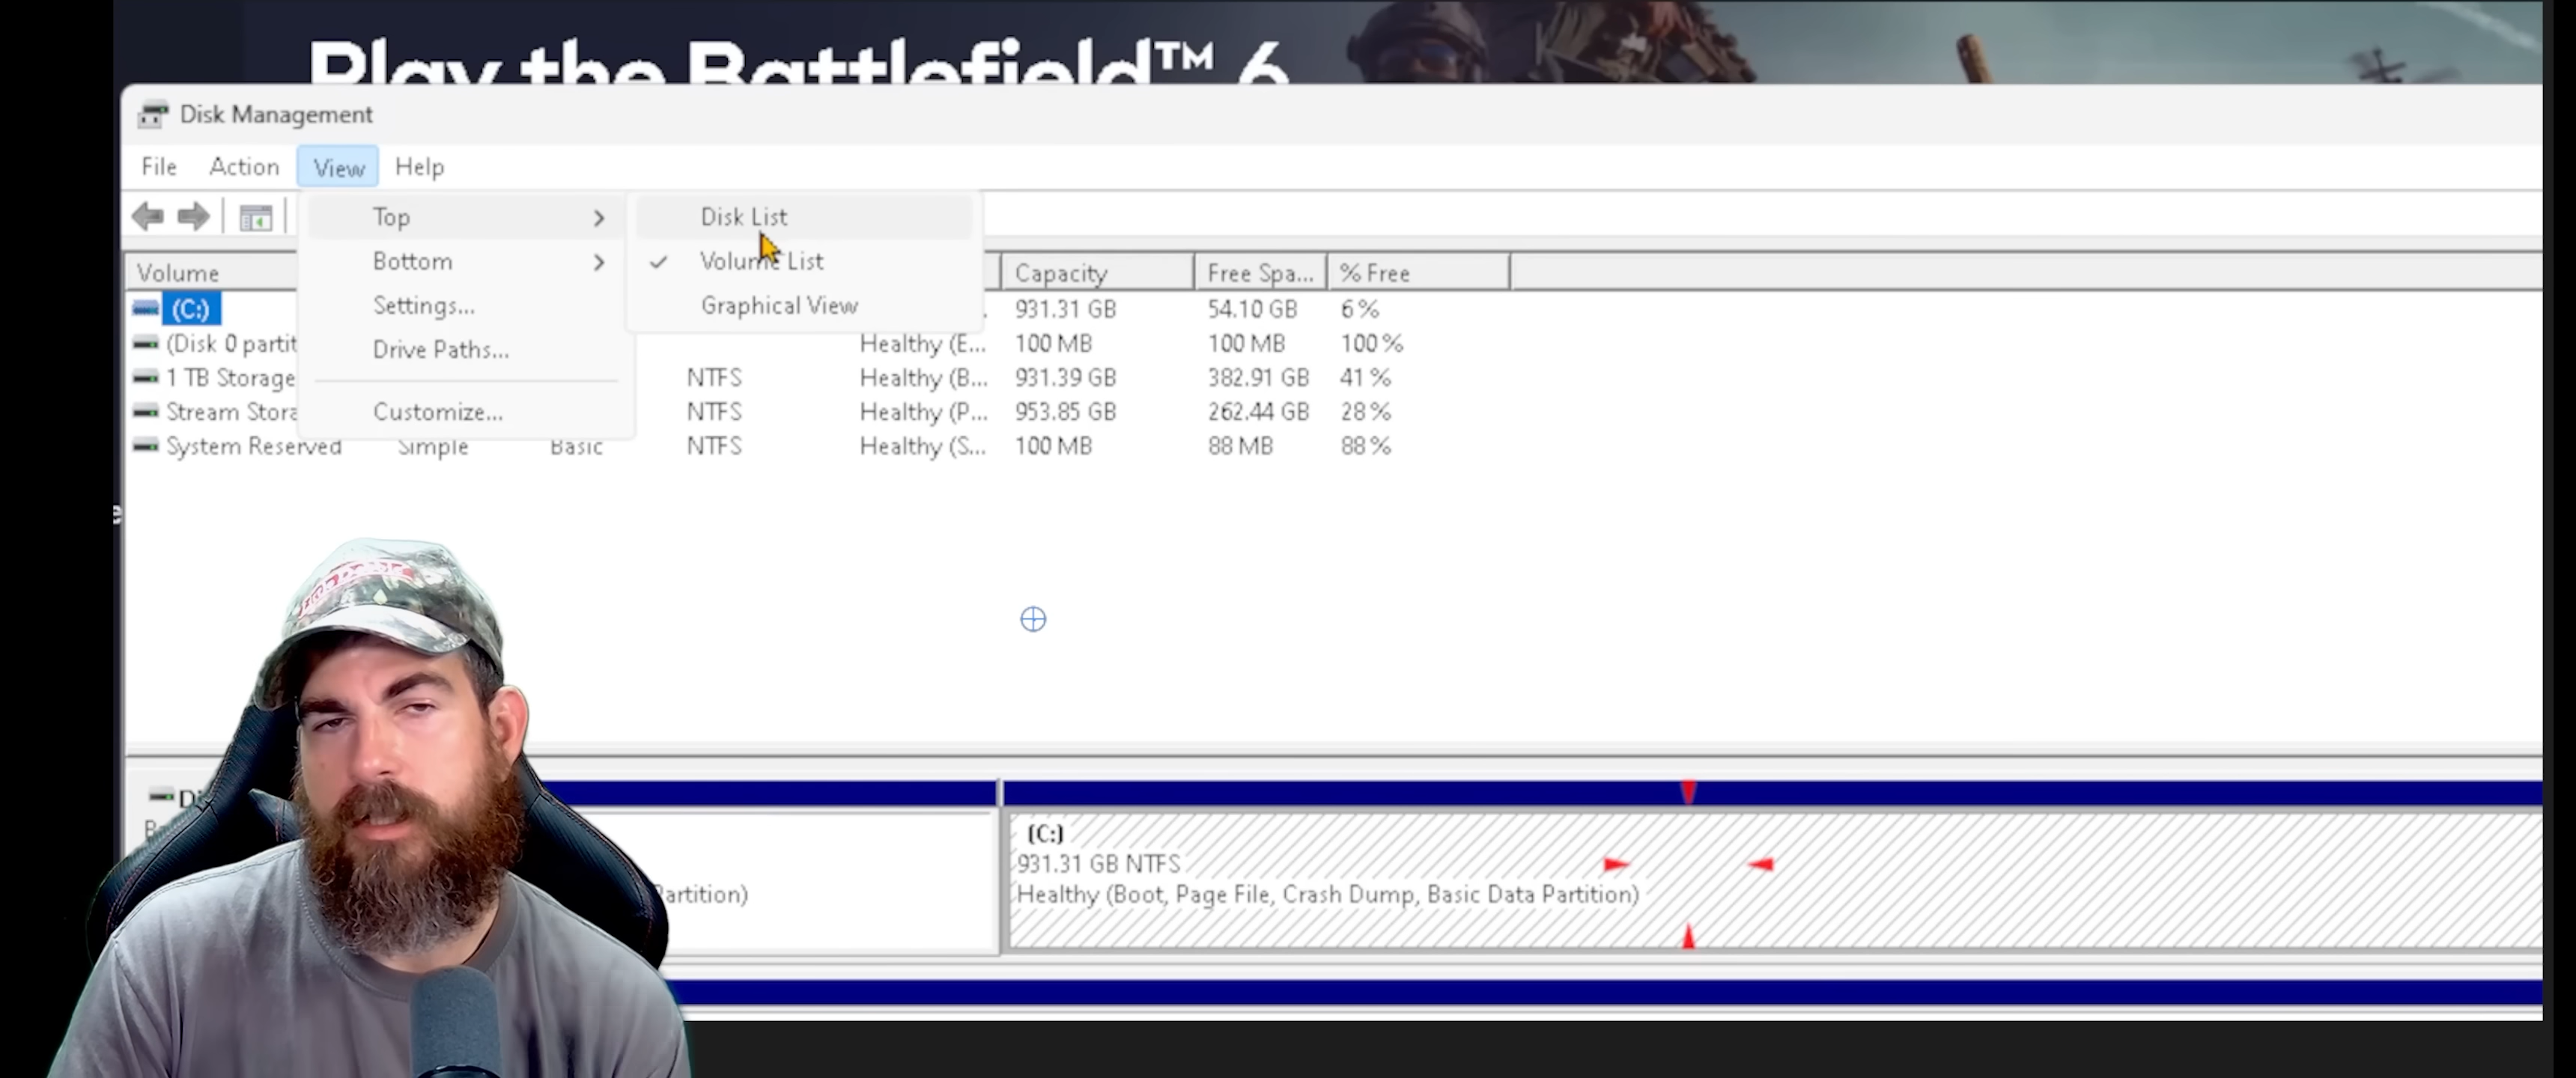 Play the Battlefield™ 6
Disk Management
File Action View Help
Top
Bottom
Settings...
Drive Paths...
Customize...
Disk List
Volume List
Graphical View
Volume Capacity Free Spa... % Free
(C:) 931.31 GB 54.10 GB 6 %
(Disk 0 partit Healthy (E... 100 MB 100 MB 100 %
1 TB Storage NTFS Healthy (B... 931.39 GB 382.91 GB 41 %
Stream Stora NTFS Healthy (P... 953.85 GB 262.44 GB 28 %
System Reserved Simple Basic NTFS Healthy (S... 100 MB 88 MB 88 %
e
(C:)
931.31 GB NTFS
Partition)
Healthy (Boot, Page File, Crash Dump, Basic Data Partition)